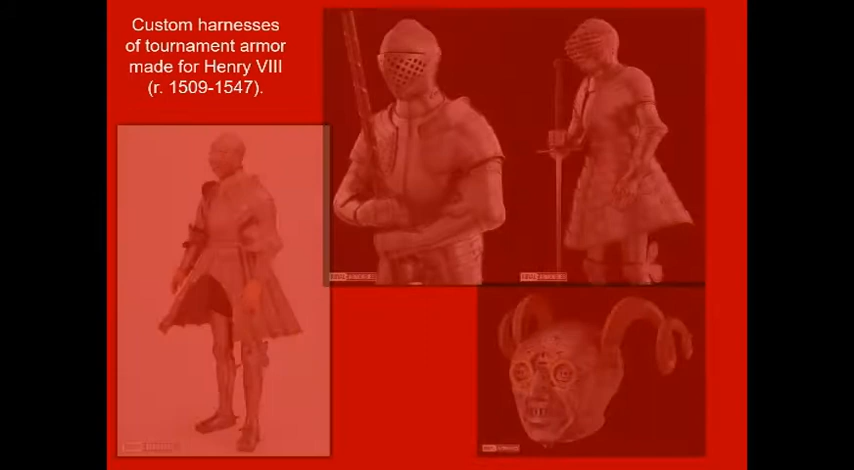 Custom harnesses
of tournament armor
made for Henry VIII
(r. 1509-1547).